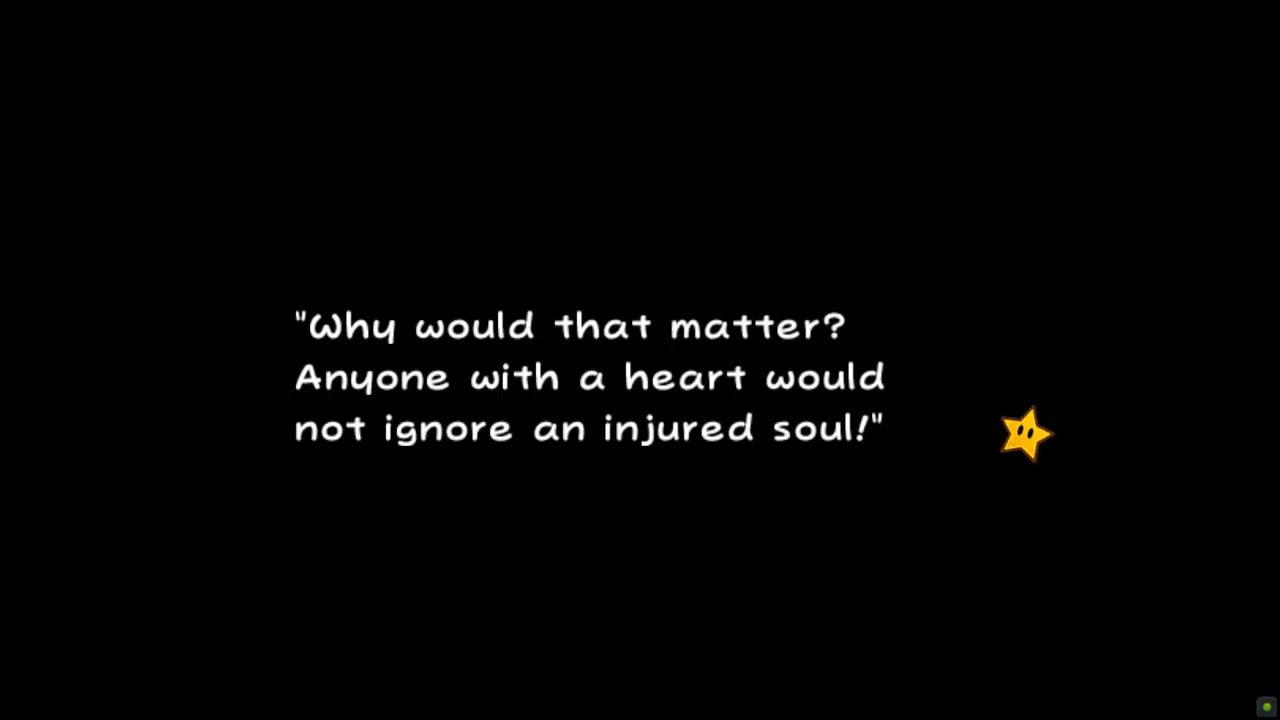 "Why would that matter?
Anyone with a heart would
not ignore an injured soul!"